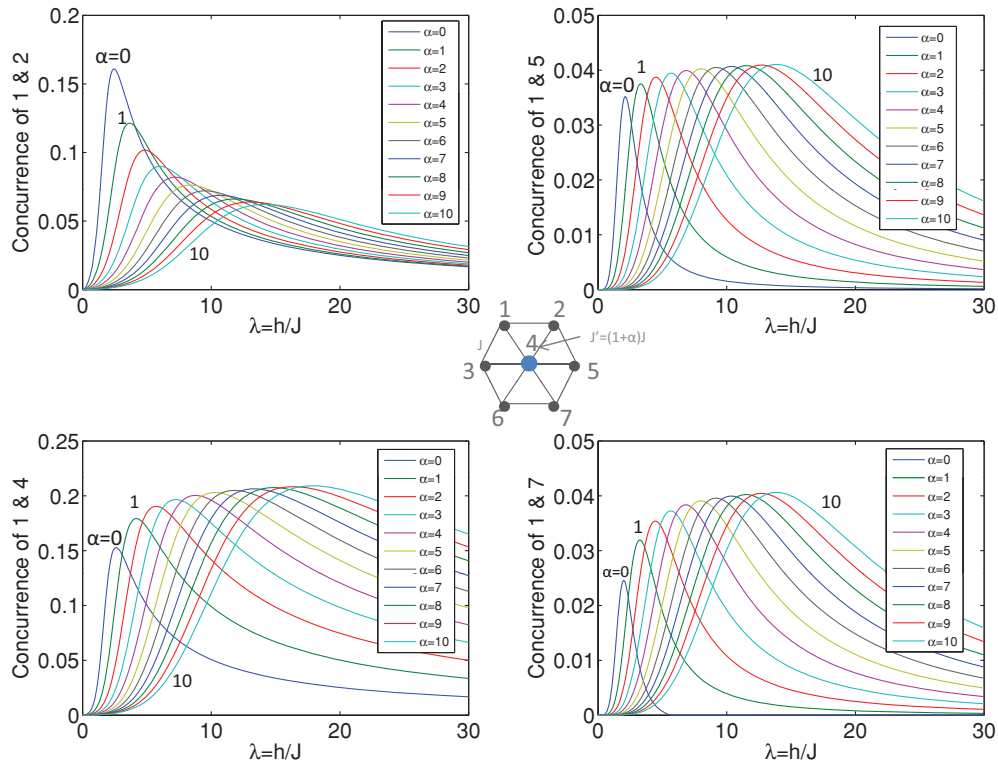 0.2
0.15
0.1
0.05
0
0 10 20 30
Concurrence of 1 & 2
λ=h/J
α=0
1
10
α=0
α=1
α=2
α=3
α=4
α=5
α=6
α=7
α=8
α=9
α=10
0.05
0.04
0.03
0.02
0.01
0
0 10 20 30
Concurrence of 1 & 5
λ=h/J
α=0
1
10
α=0
α=1
α=2
α=3
α=4
α=5
α=6
α=7
α=8
α=9
α=10
1 2
J 4 J'=(1+α)J
3 5
6 7
0.25
0.2
0.15
0.1
0.05
0
0 10 20 30
Concurrence of 1 & 4
λ=h/J
α=0
1
10
α=0
α=1
α=2
α=3
α=4
α=5
α=6
α=7
α=8
α=9
α=10
0.05
0.04
0.03
0.02
0.01
0
0 10 20 30
Concurrence of 1 & 7
λ=h/J
α=0
1
10
α=0
α=1
α=2
α=3
α=4
α=5
α=6
α=7
α=8
α=9
α=10